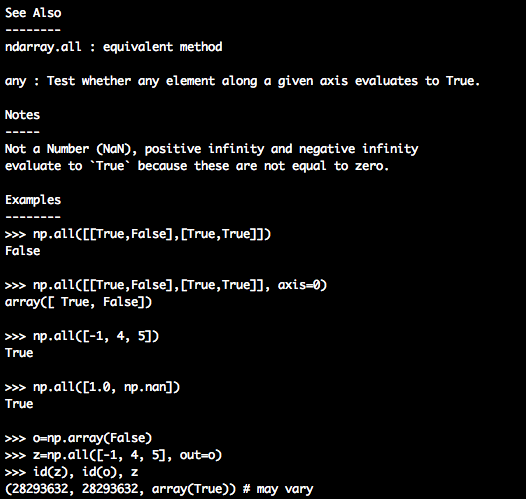 See Also
--------
ndarray.all : equivalent method
any : Test whether any element along a given axis evaluates to True.
Notes
-----
Not a Number (NaN), positive infinity and negative infinity
evaluate to `True` because these are not equal to zero.
Examples
--------
>>> np.all([[True,False],[True,True]])
False
>>> np.all([[True,False],[True,True]], axis=0)
array([ True, False])
>>> np.all([-1, 4, 5])
True
>>> np.all([1.0, np.nan])
True
>>> o=np.array(False)
>>> z=np.all([-1, 4, 5], out=o)
>>> id(z), id(o), z
(28293632, 28293632, array(True)) # may vary